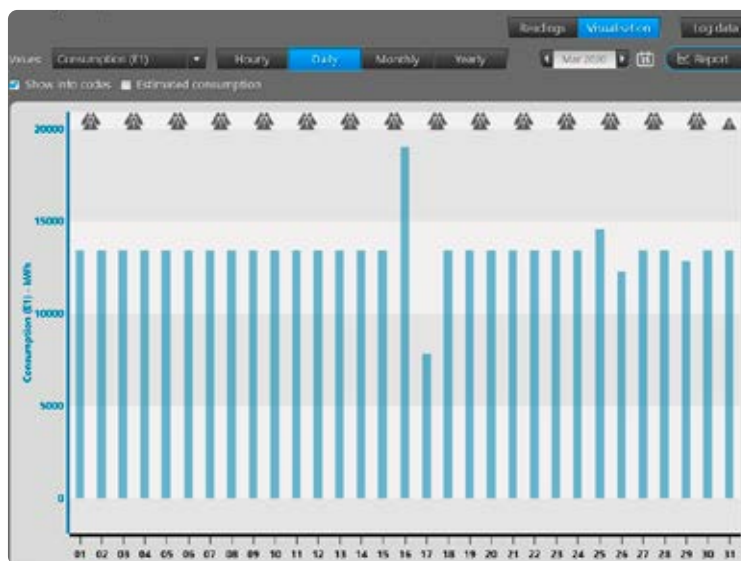 Readings Visualisation Log data
Values: Consumption (E1) Hourly Daily Monthly Yearly Mar 2020 Report
Show info codes Estimated consumption
20000
15000
10000
5000
0
Consumption (E1) - kWh
01 02 03 04 05 06 07 08 09 10 11 12 13 14 15 16 17 18 19 20 21 22 23 24 25 26 27 28 29 30 31